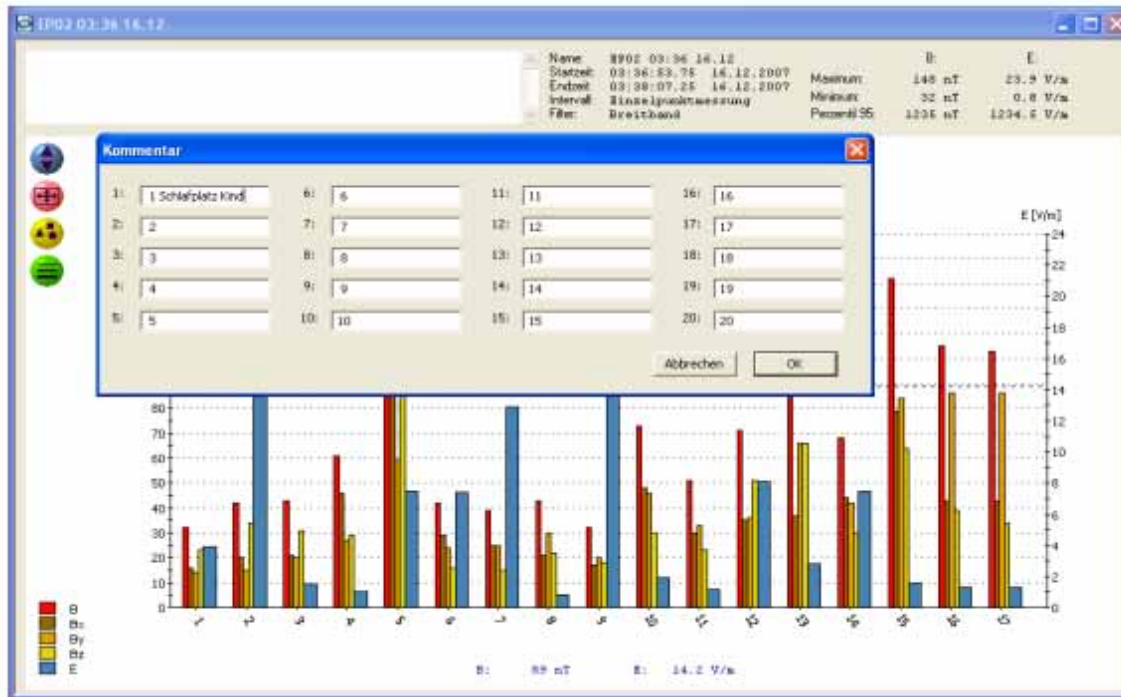 EP02 03:36 16.12.
Name: EP02 03:36 16.12
Startzeit: 03:36:53.75 16.12.2007
Endzeit: 03:38:07.25 16.12.2007
Intervall: Einzelpunktmessung
Filter: Breitband
B: E:
Maximum: 148 nT 23.9 V/m
Minimum: 32 nT 0.8 V/m
Perzentil 95: 1235 nT 1234.5 V/m
Kommentar
1: 1 Schlafplatz Kind 6: 6 11: 11 16: 16
2: 2 7: 7 12: 12 17: 17
3: 3 8: 8 13: 13 18: 18
4: 4 9: 9 14: 14 19: 19
5: 5 10: 10 15: 15 20: 20
Abbrechen OK
E [V/m]
24
22
20
18
16
80 14
70 12
60 10
50 8
40 6
30
20 4
10 2
0 0
1 2 3 4 5 6 7 8 9 10 11 12 13 14 15 16 17
B
Bx
By
Bz
E
B: 89 nT E: 14.2 V/m